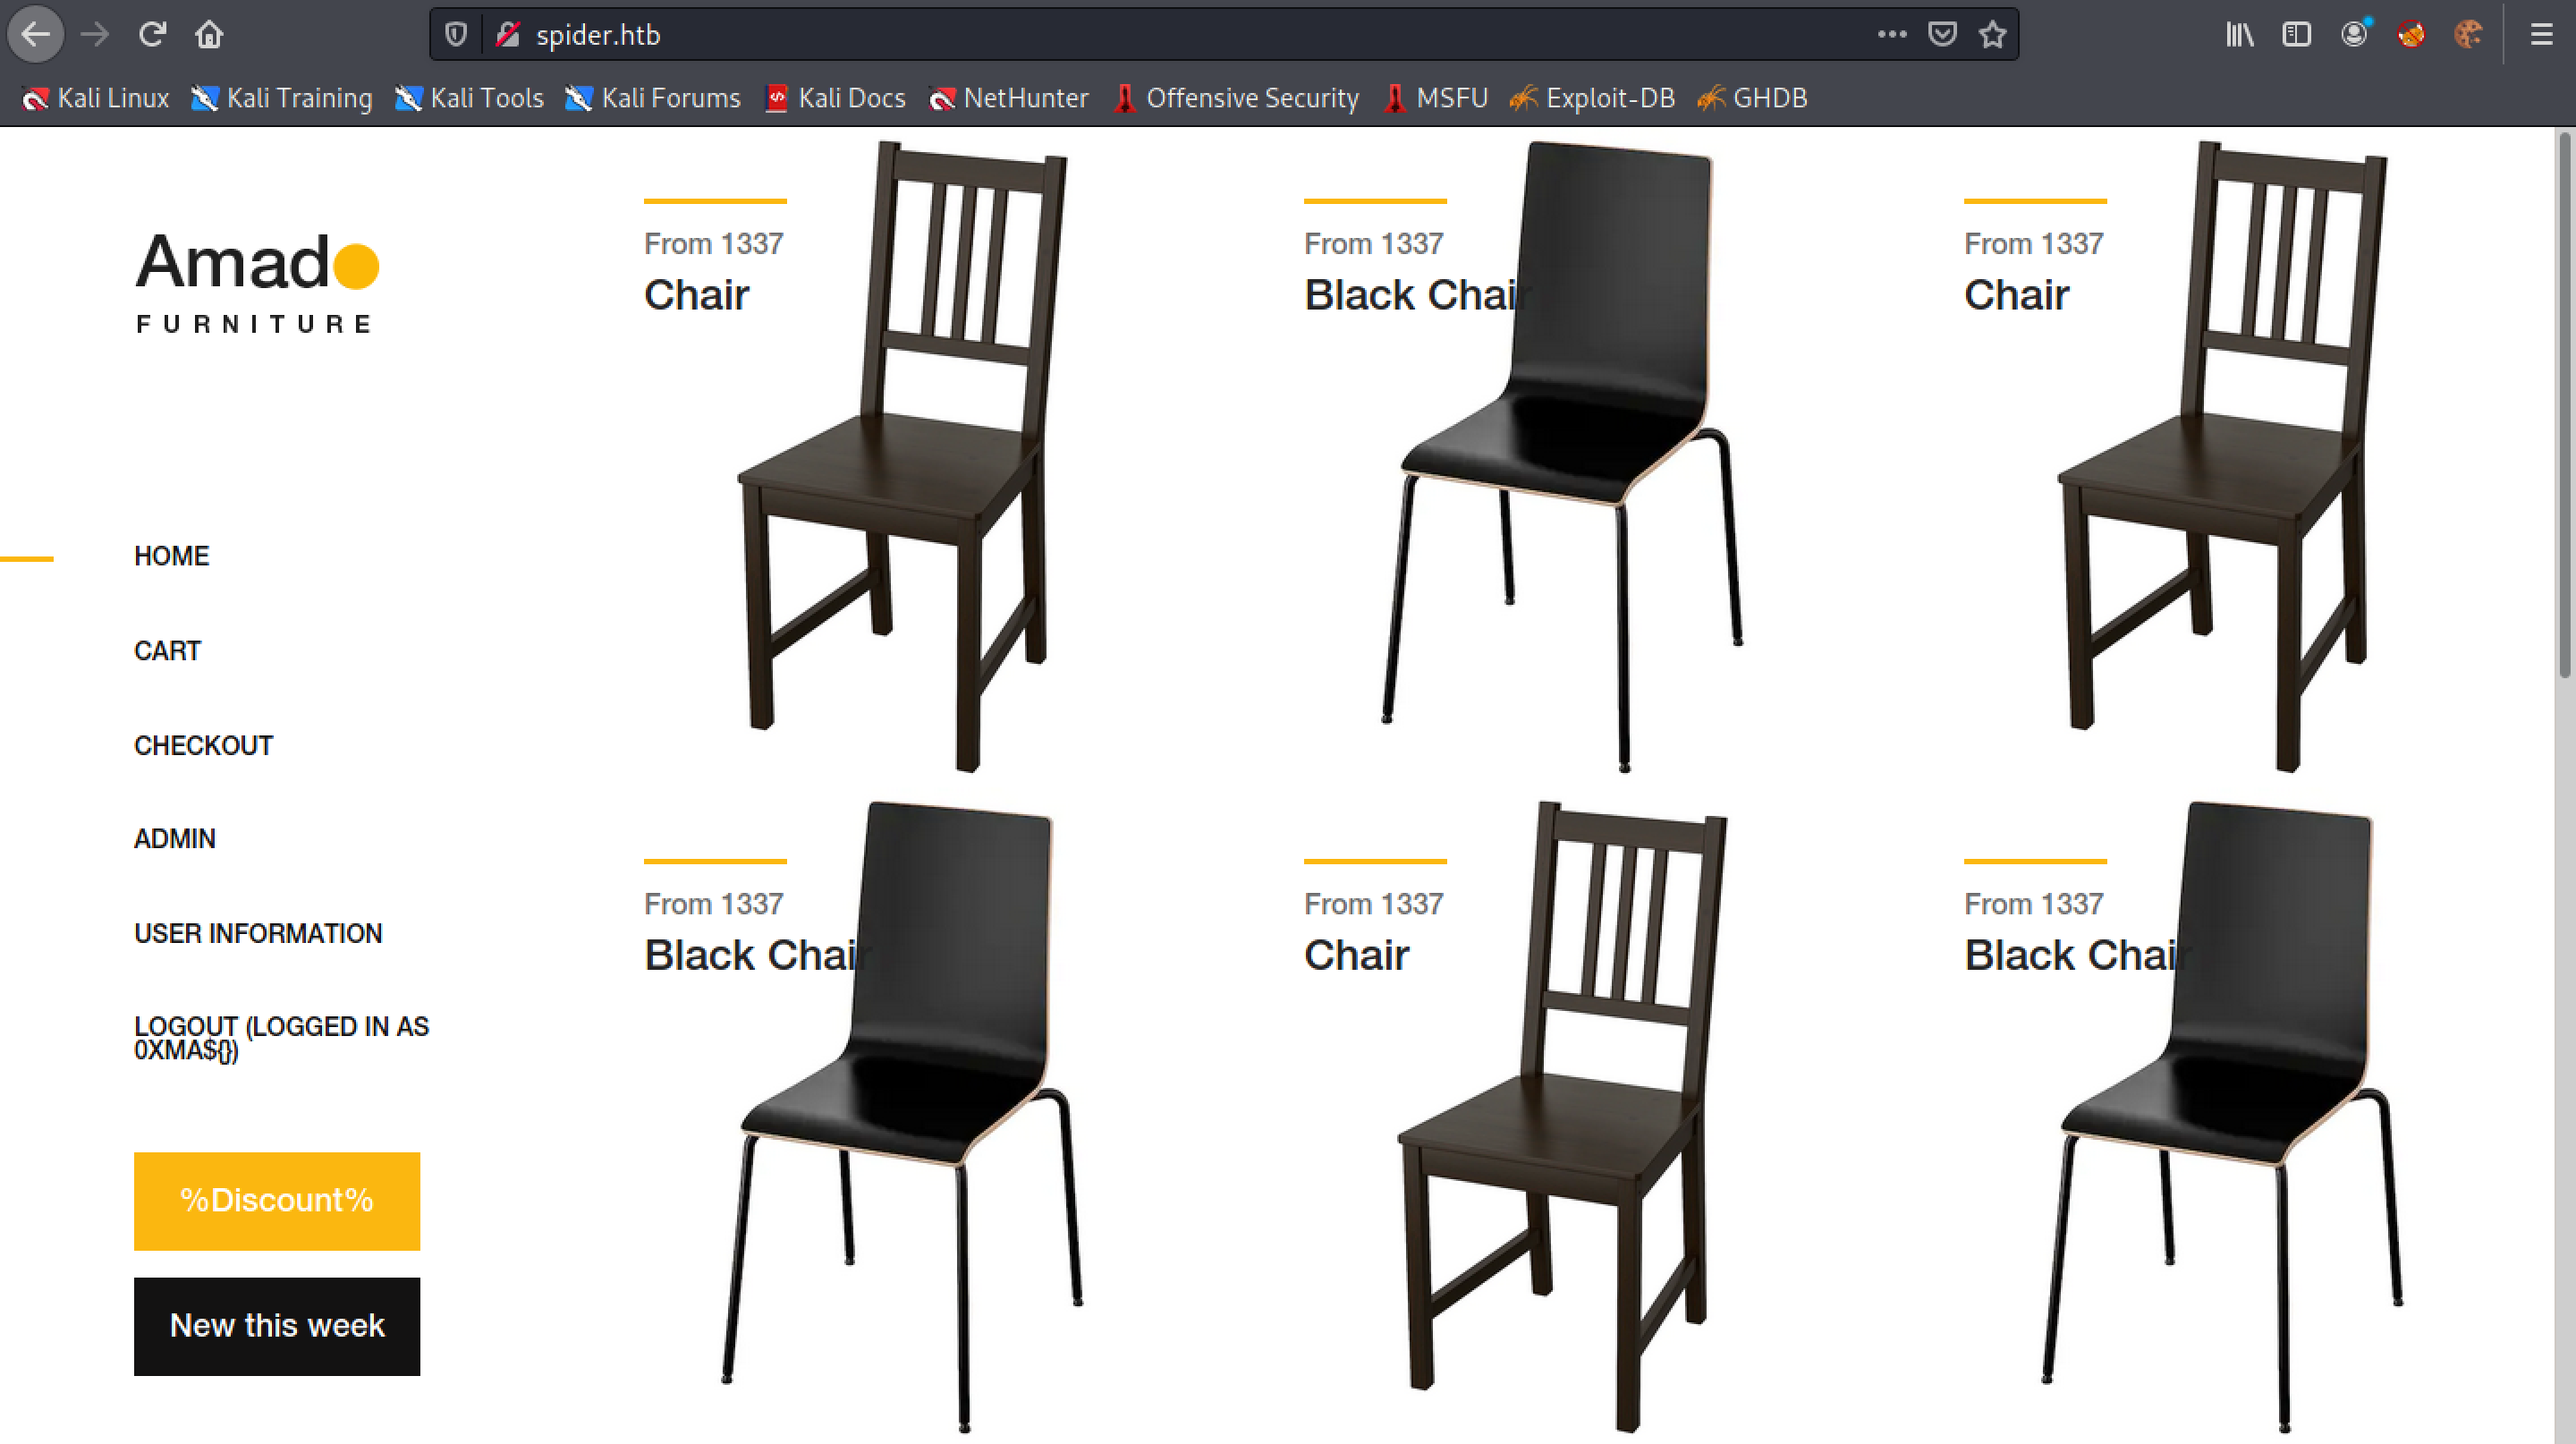 spider.htb
Kali Linux Kali Training Kali Tools Kali Forums Kali Docs NetHunter Offensive Security MSFU Exploit-DB GHDB
Amado
FURNITURE
HOME
CART
CHECKOUT
ADMIN
USER INFORMATION
LOGOUT (LOGGED IN AS
0XMA${})
%Discount%
New this week
From 1337
Chair
From 1337
Black Chair
From 1337
Chair
From 1337
Black Chair
From 1337
Chair
From 1337
Black Chair